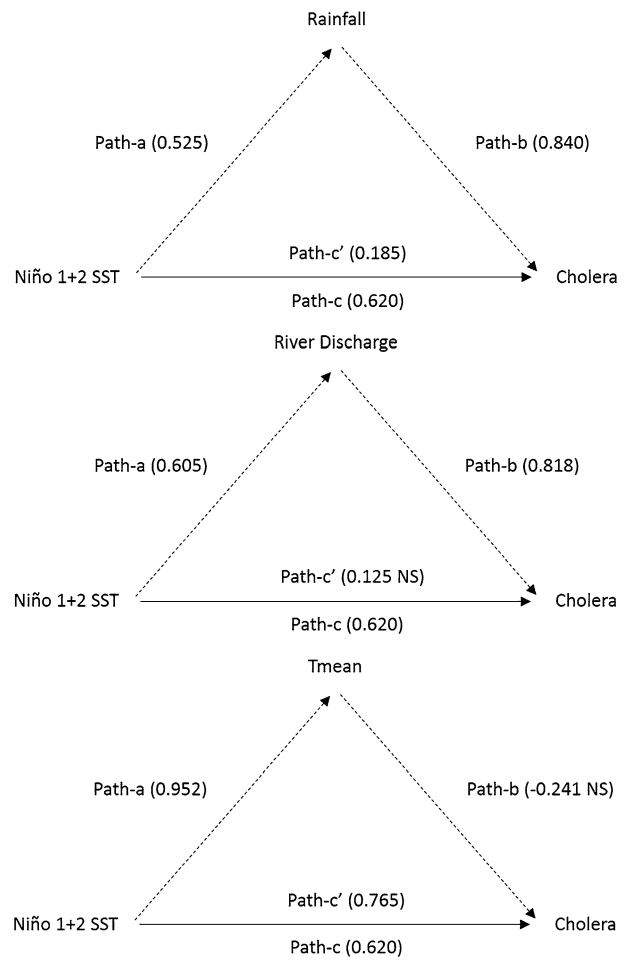 Rainfall
Path-a (0.525)
Path-b (0.840)
Path-c’ (0.185)
Niño 1+2 SST
Cholera
Path-c (0.620)
River Discharge
Path-a (0.605)
Path-b (0.818)
Path-c’ (0.125 NS)
Niño 1+2 SST
Cholera
Path-c (0.620)
Tmean
Path-a (0.952)
Path-b (-0.241 NS)
Path-c’ (0.765)
Niño 1+2 SST
Cholera
Path-c (0.620)